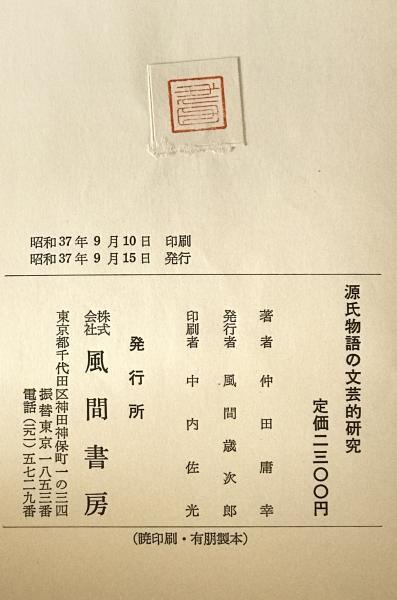 昭和37年9月10日 印刷
昭和37年9月15日 発行
源氏物語の文芸的研究
定価二三〇〇円
著者 仲田庸幸
発行者 風間歳次郎
印刷者 中内佐光
発行所
株式会社 風間書房
東京都千代田区神田神保町一の三四
振替東京一八五三番
電話(二九一)五七二九番
(暁印刷・有朋製本)